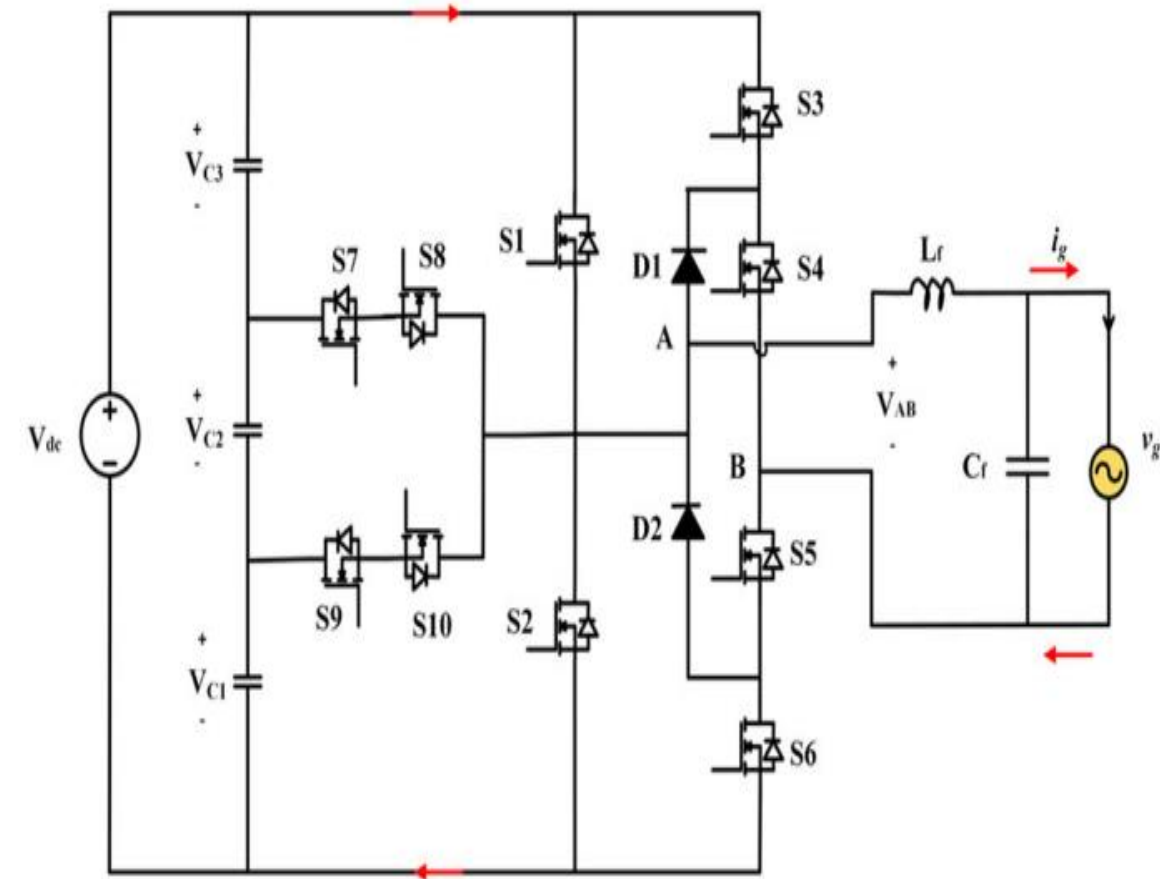 S3
+
VC3
-
S7
S8
S1
D1
S4
Lf
ig
A
+
Vdc
+
-
+
VC2
-
+
VAB
-
B
Cf
vg
D2
S5
S9
S10
S2
+
VC1
-
S6